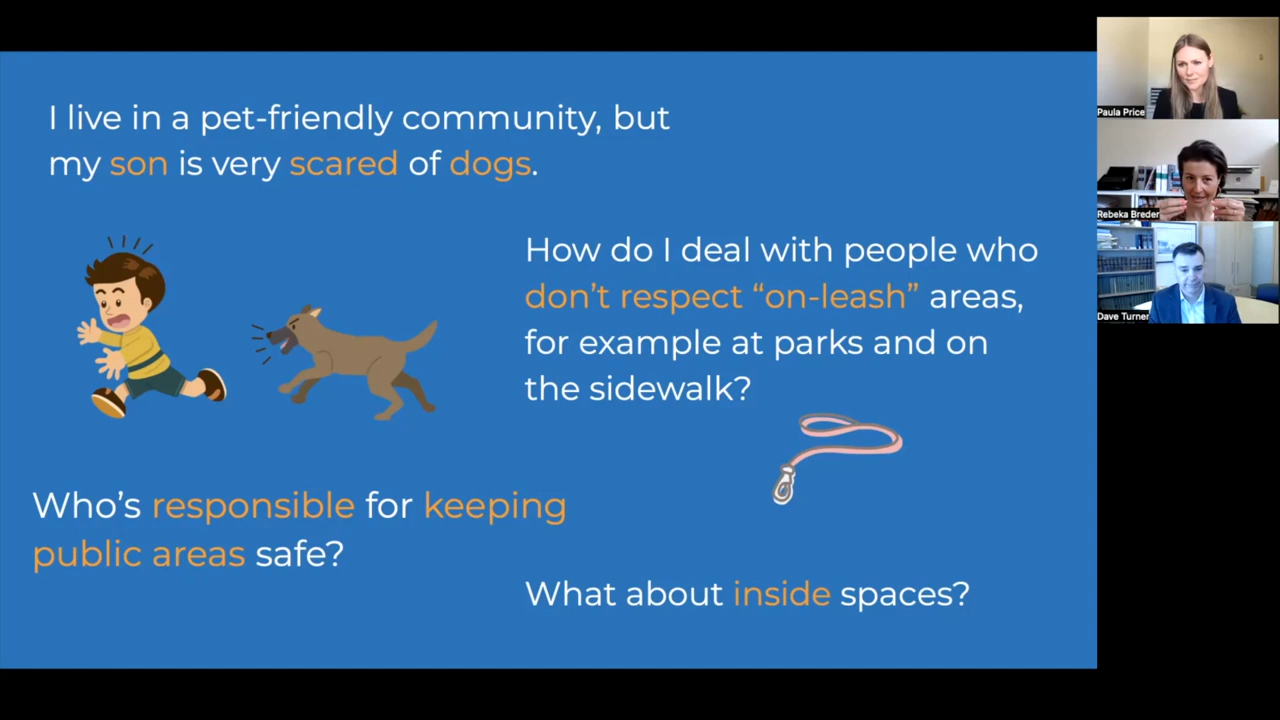 I live in a pet-friendly community, but
my son is very scared of dogs.
How do I deal with people who
don't respect “on-leash” areas,
for example at parks and on
the sidewalk?
Who's responsible for keeping
public areas safe?
What about inside spaces?
Paula Price
Rebeka Breder
Dave Turner